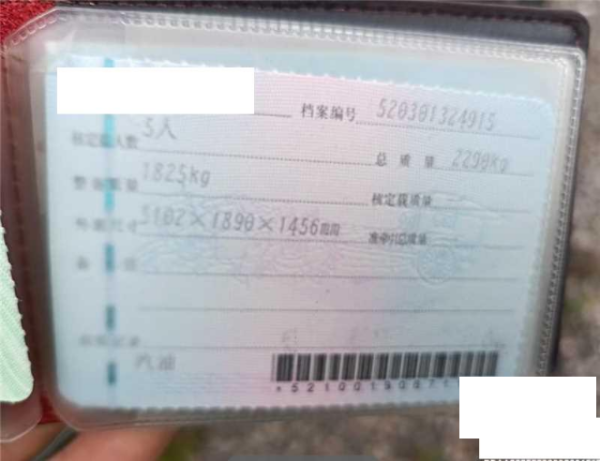 档案编号 520301324915
核定载人数 5人 总质量 2290kg
整备质量 1825kg 核定载质量
外廓尺寸 5102×1890×1456mm 准牵引总质量
备注
检验记录
汽油